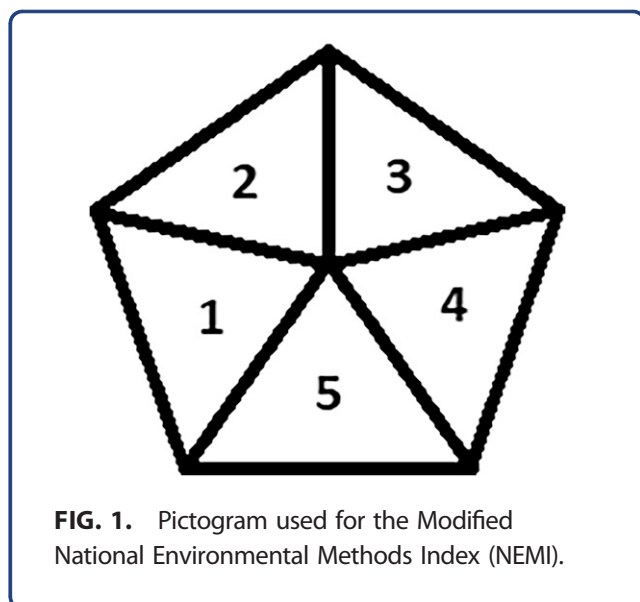 2
3
1
4
5
FIG. 1. Pictogram used for the Modified
National Environmental Methods Index (NEMI).